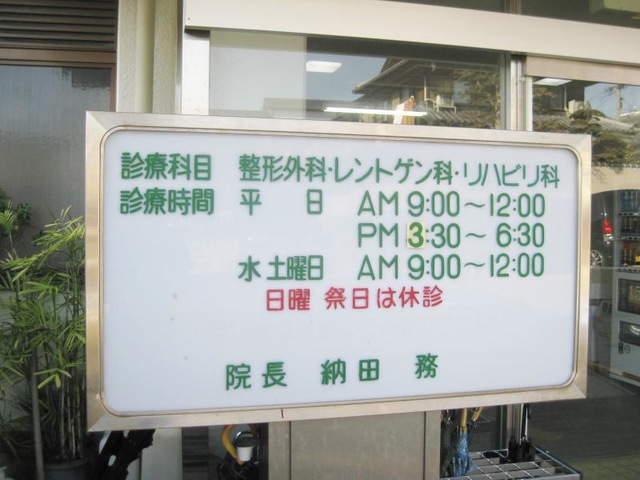 診療科目 整形外科・レントゲン科・リハビリ科
診療時間 平 日 AM 9:00～12:00
PM 3:30～6:30
水 土曜日 AM 9:00～12:00
日曜 祭日は休診
院長 納田 務